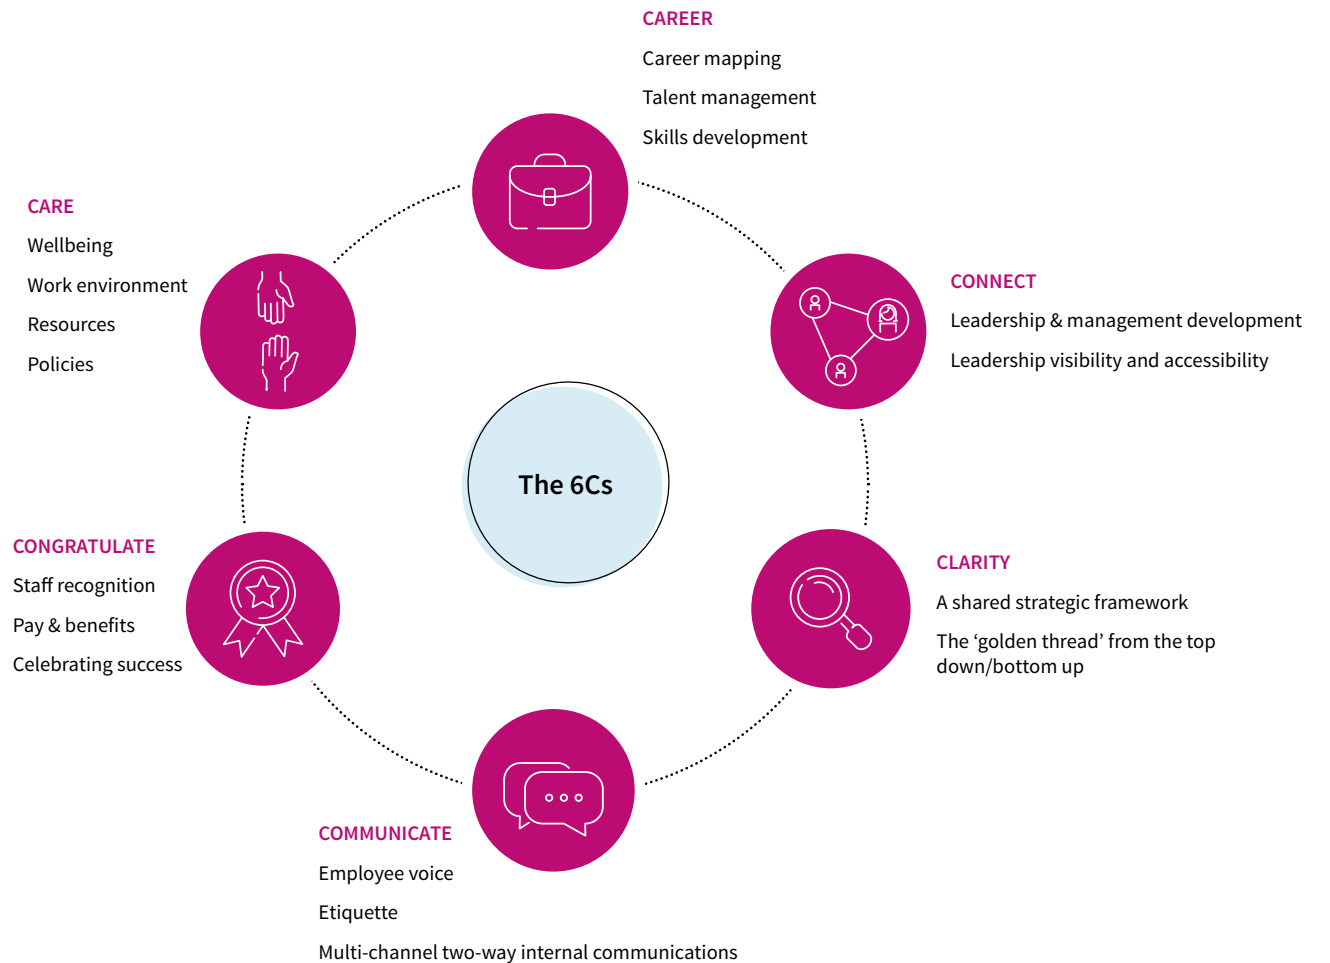 CAREER
Career mapping
Talent management
Skills development
CARE
Wellbeing
Work environment
Resources
Policies
CONNECT
Leadership & management development
Leadership visibility and accessibility
The 6Cs
CONGRATULATE
Staff recognition
Pay & benefits
Celebrating success
CLARITY
A shared strategic framework
The ‘golden thread’ from the top
down/bottom up
COMMUNICATE
Employee voice
Etiquette
Multi-channel two-way internal communications